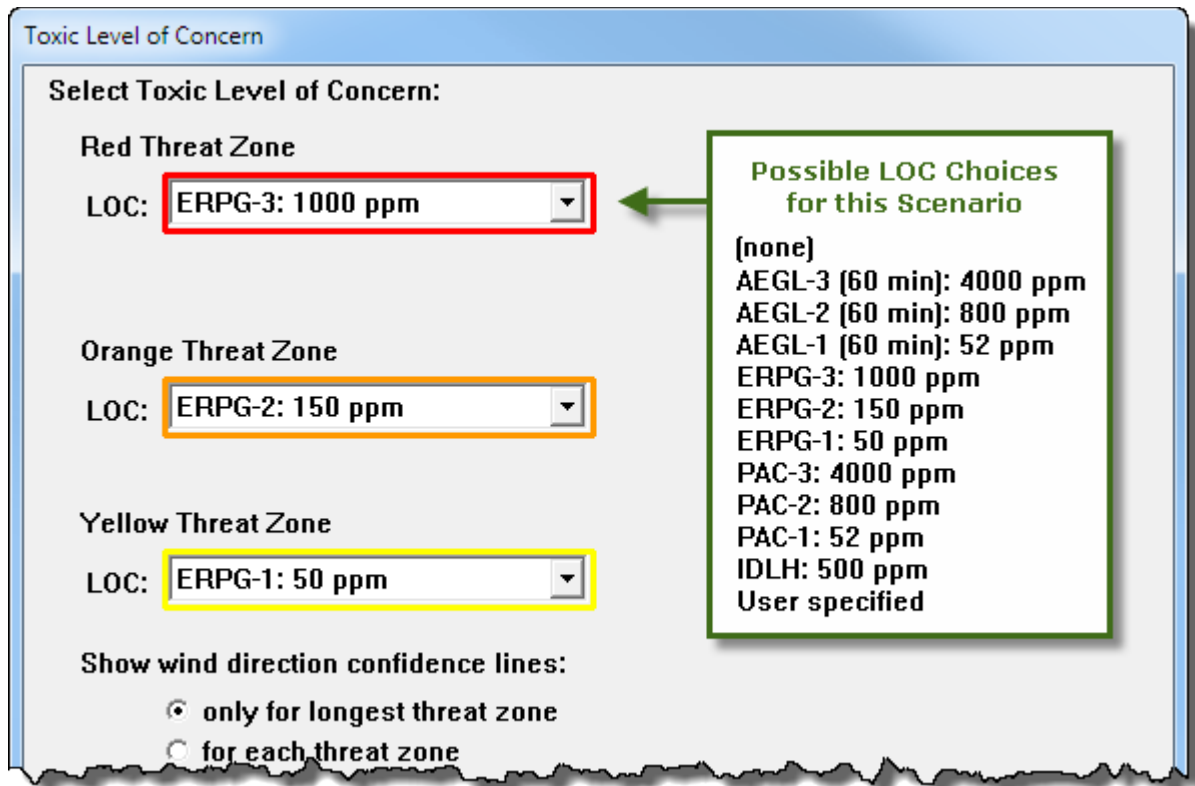 Toxic Level of Concern
Select Toxic Level of Concern:
Red Threat Zone
LOC: ERPG-3: 1000 ppm
Orange Threat Zone
LOC: ERPG-2: 150 ppm
Yellow Threat Zone
LOC: ERPG-1: 50 ppm
Show wind direction confidence lines:
only for longest threat zone
for each threat zone
Possible LOC Choices
for this Scenario
(none)
AEGL-3 (60 min): 4000 ppm
AEGL-2 (60 min): 800 ppm
AEGL-1 (60 min): 52 ppm
ERPG-3: 1000 ppm
ERPG-2: 150 ppm
ERPG-1: 50 ppm
PAC-3: 4000 ppm
PAC-2: 800 ppm
PAC-1: 52 ppm
IDLH: 500 ppm
User specified